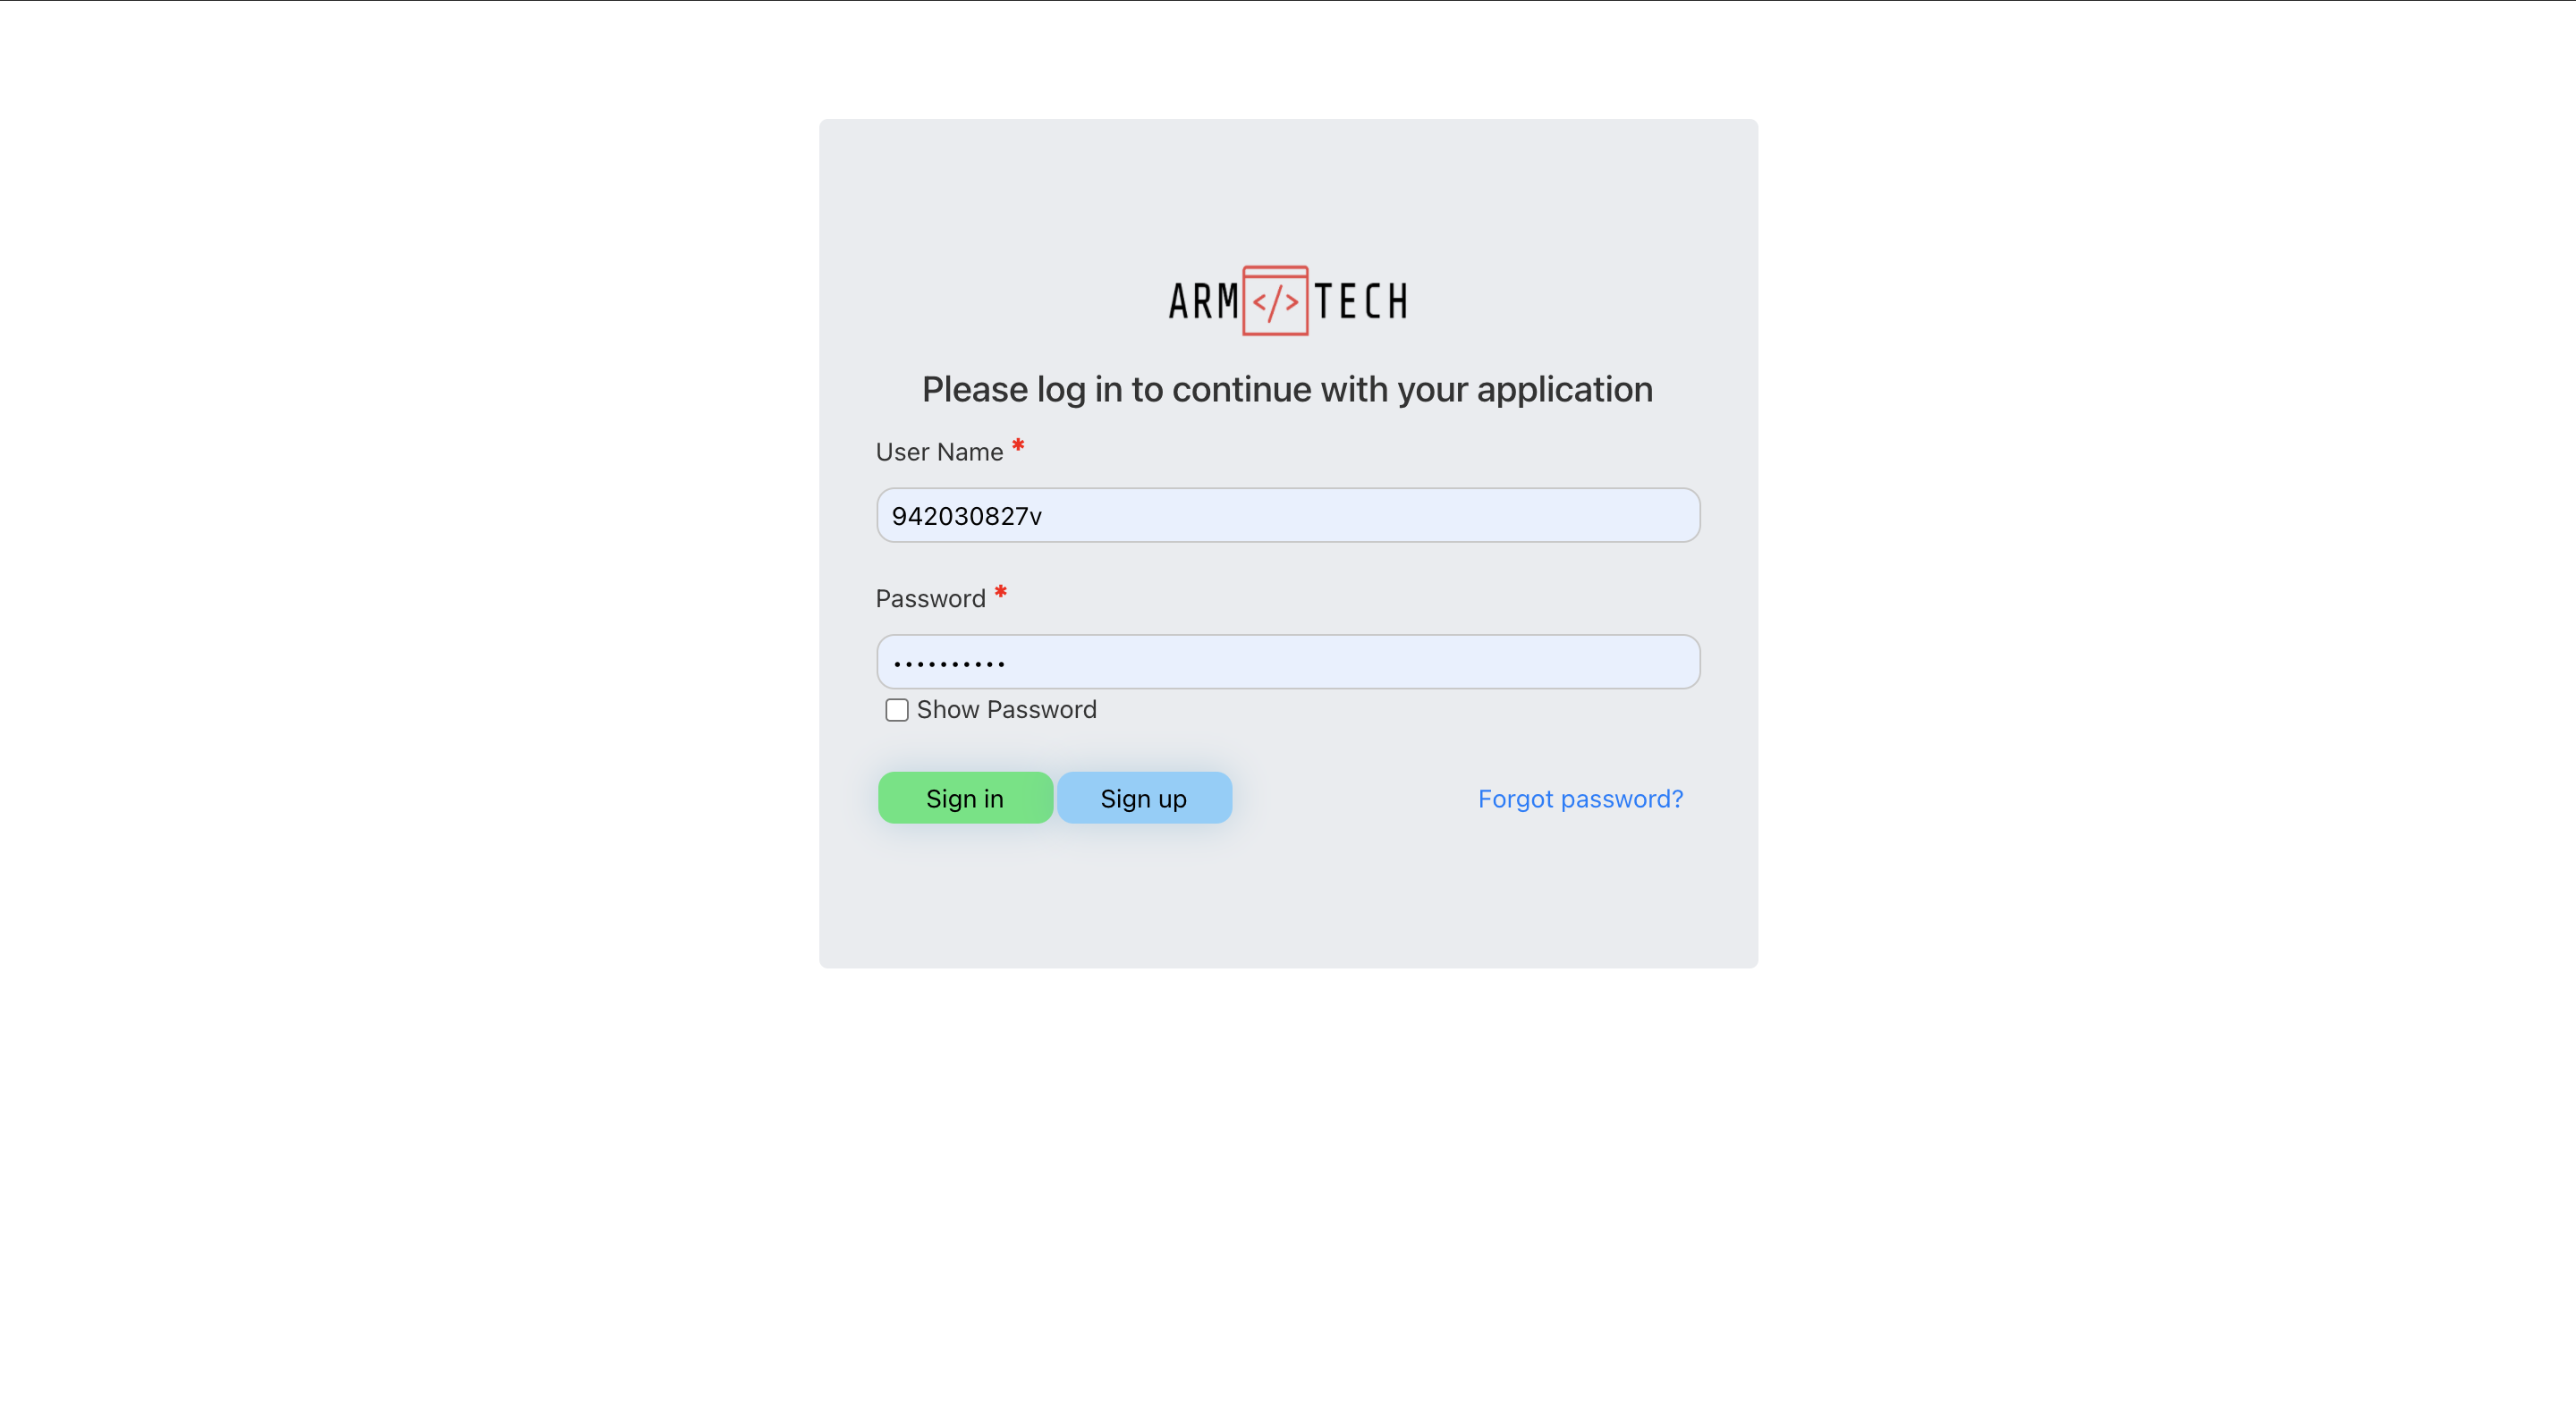 ARM </> TECH
Please log in to continue with your application
User Name *
942030827v
Password *
••••••••••
Show Password
Sign in Sign up Forgot password?